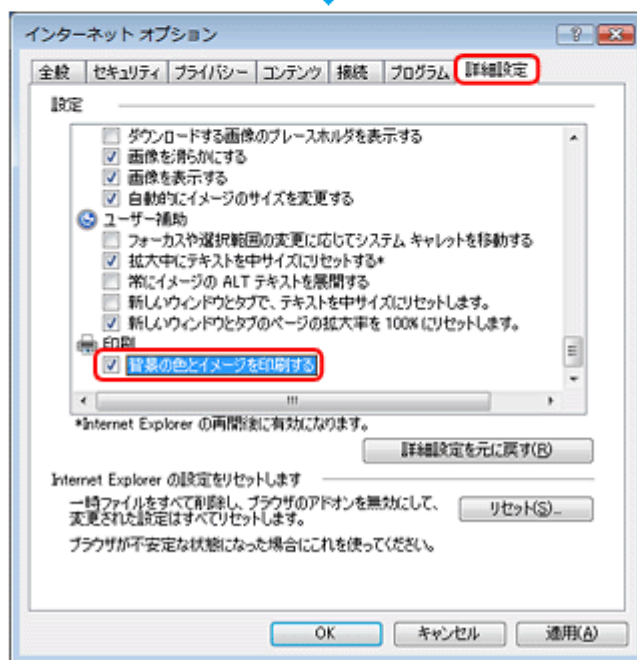 インターネット オプション
全般 セキュリティ プライバシー コンテンツ 接続 プログラム 詳細設定
設定
ダウンロードする画像のプレースホルダを表示する
画像を滑らかにする
画像を表示する
自動的にイメージのサイズを変更する
ユーザー補助
フォーカスや選択範囲の変更に応じてシステム キャレットを移動する
拡大中にテキストを中サイズにリセットする*
常にイメージの ALT テキストを展開する
新しいウィンドウとタブで、テキストを中サイズにリセットします。
新しいウィンドウとタブのページの拡大率を 100% にリセットします。
印刷
背景の色とイメージを印刷する
*Internet Explorer の再開後に有効になります。
詳細設定を元に戻す(R)
Internet Explorer の設定をリセットします
一時ファイルをすべて削除し、ブラウザのアドオンを無効にして、
変更された設定はすべてリセットします。
リセット(S)...
ブラウザが不安定な状態になった場合にこれを使ってください。
OK キャンセル 適用(A)